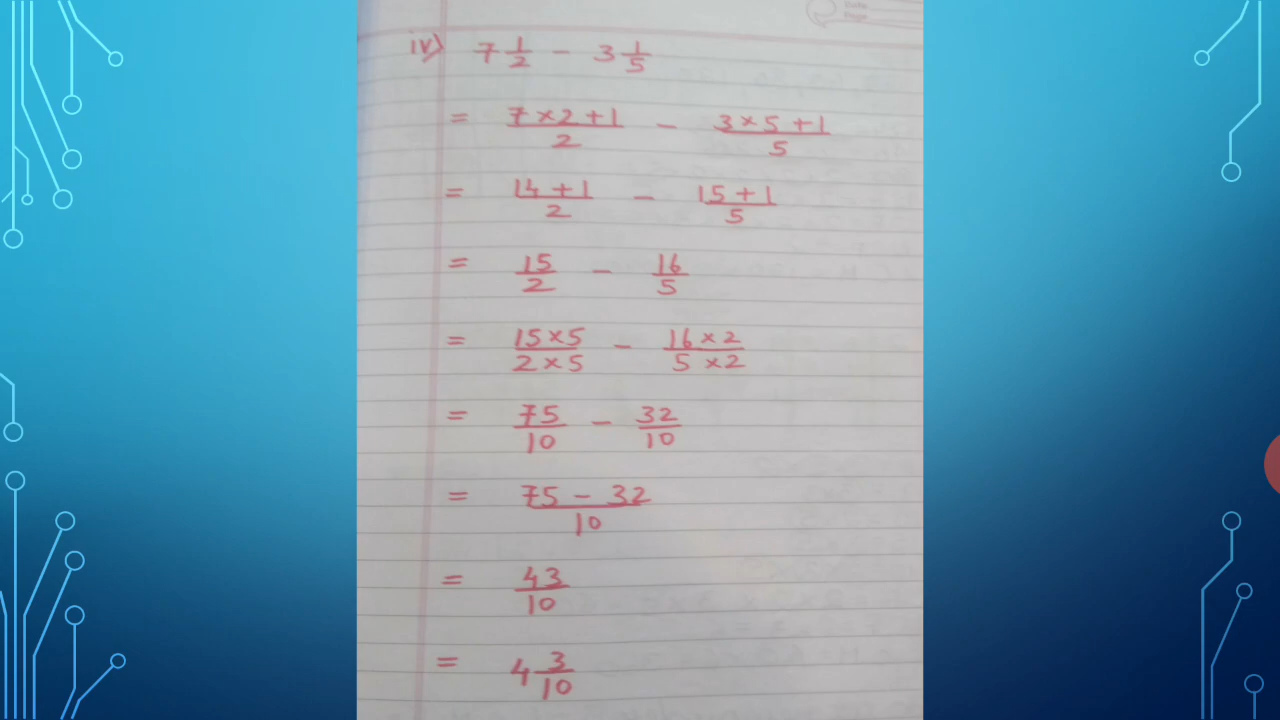 Date
Page
iv) 7 1/2 - 3 1/5
= 7×2+1/2 - 3×5+1/5
= 14+1/2 - 15+1/5
= 15/2 - 16/5
= 15×5/2×5 - 16×2/5×2
= 75/10 - 32/10
= 75-32/10
= 43/10
= 4 3/10